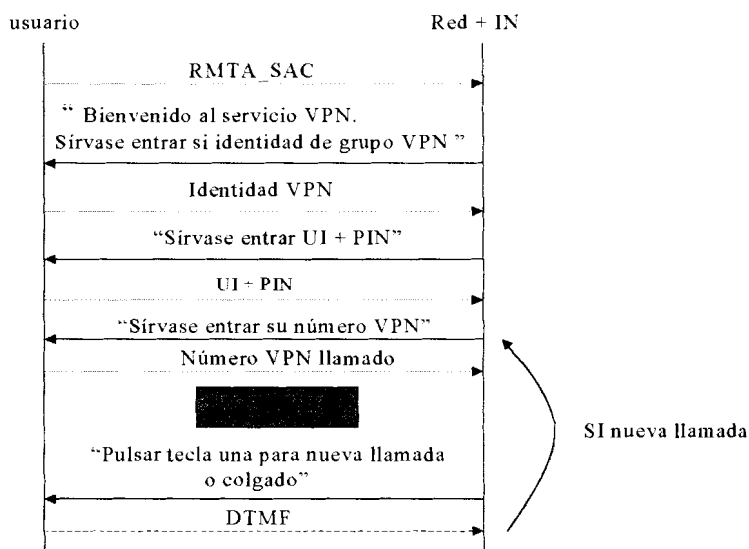 usuario
Red + IN
RMTA_SAC
“ Bienvenido al servicio VPN.
Sírvase entrar si identidad de grupo VPN ”
Identidad VPN
“Sírvase entrar UI + PIN”
UI + PIN
“Sírvase entrar su número VPN”
Número VPN llamado
“Pulsar tecla una para nueva llamada
o colgado”
SI nueva llamada
DTMF